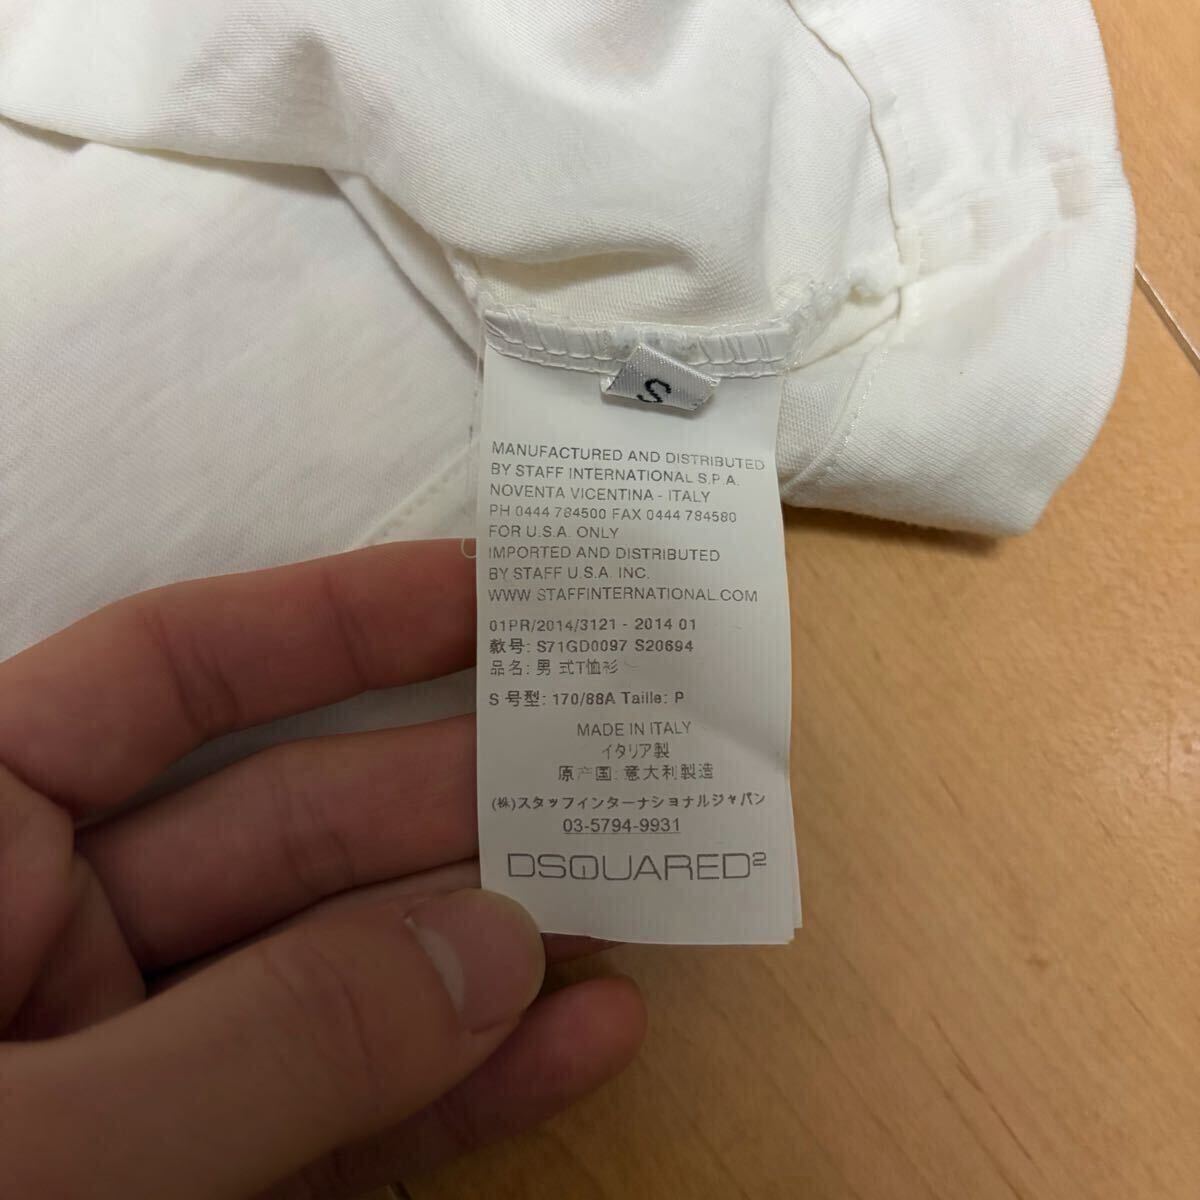 S
MANUFACTURED AND DISTRIBUTED
BY STAFF INTERNATIONAL S.P.A.
NOVENTA VICENTINA - ITALY
PH 0444 784500 FAX 0444 784580
FOR U.S.A. ONLY
IMPORTED AND DISTRIBUTED
BY STAFF U.S.A. INC.
WWW STAFFINTERNATIONAL.COM
01PR/2014/3121 - 2014 01
款号: S71GD0097 S20694
品名: 男 式T恤衫
S 号型: 170/88A Taille: P
MADE IN ITALY
イタリア製
原产国: 意大利製造
(株)スタッフインターナショナルジャパン
03-5794-9931
DSQUARED2